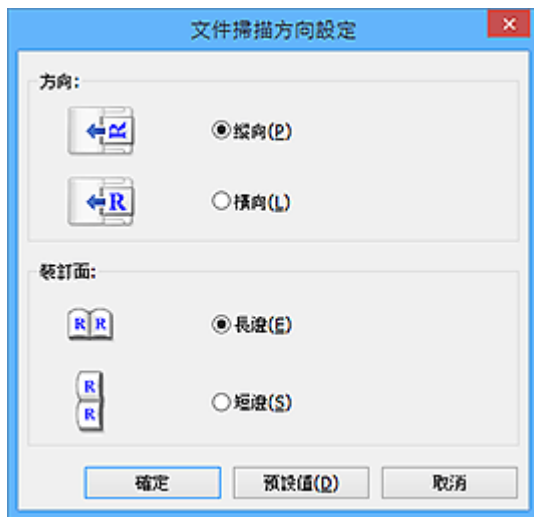 文件掃描方向設定
方向:
R
縱向(P)
R
橫向(L)
裝訂面:
R R
長邊(E)
R
R
短邊(S)
確定 預設值(D) 取消